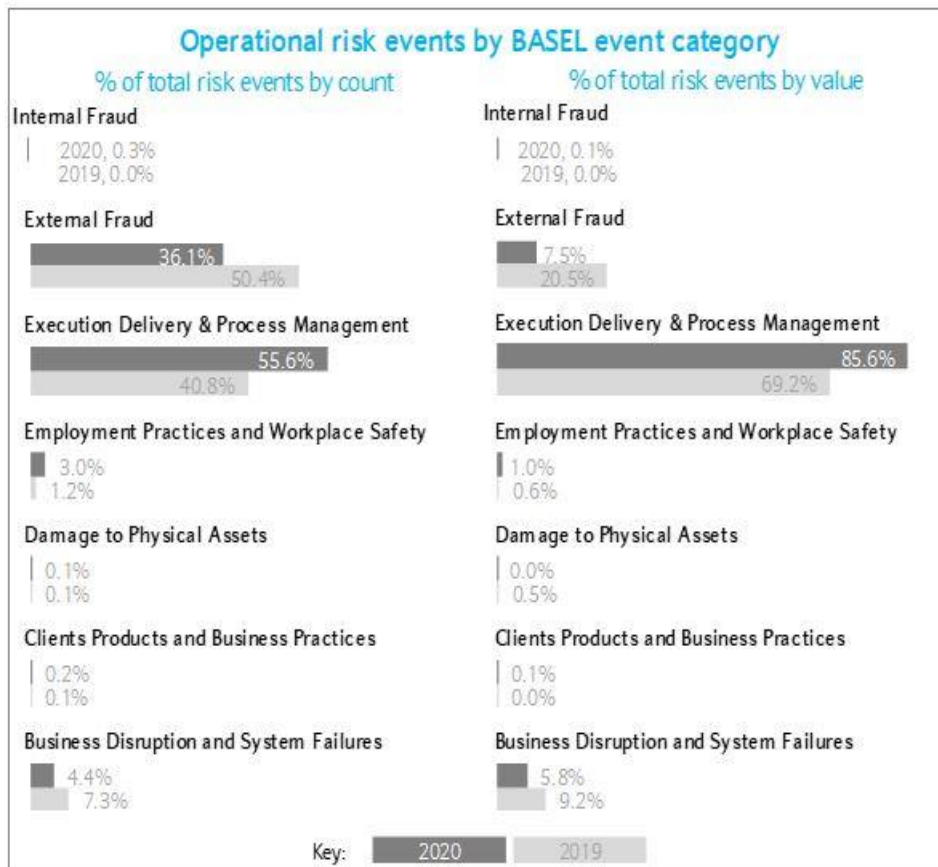 Operational risk events by BASEL event category
% of total risk events by count
% of total risk events by value
Internal Fraud
2020, 0.3%
2019, 0.0%
Internal Fraud
2020, 0.1%
2019, 0.0%
External Fraud
36.1%
50.4%
External Fraud
7.5%
20.5%
Execution Delivery & Process Management
55.6%
40.8%
Execution Delivery & Process Management
85.6%
69.2%
Employment Practices and Workplace Safety
3.0%
1.2%
Employment Practices and Workplace Safety
1.0%
0.6%
Damage to Physical Assets
0.1%
0.1%
Damage to Physical Assets
0.0%
0.5%
Clients Products and Business Practices
0.2%
0.1%
Clients Products and Business Practices
0.1%
0.0%
Business Disruption and System Failures
4.4%
7.3%
Business Disruption and System Failures
5.8%
9.2%
Key: 2020 2019